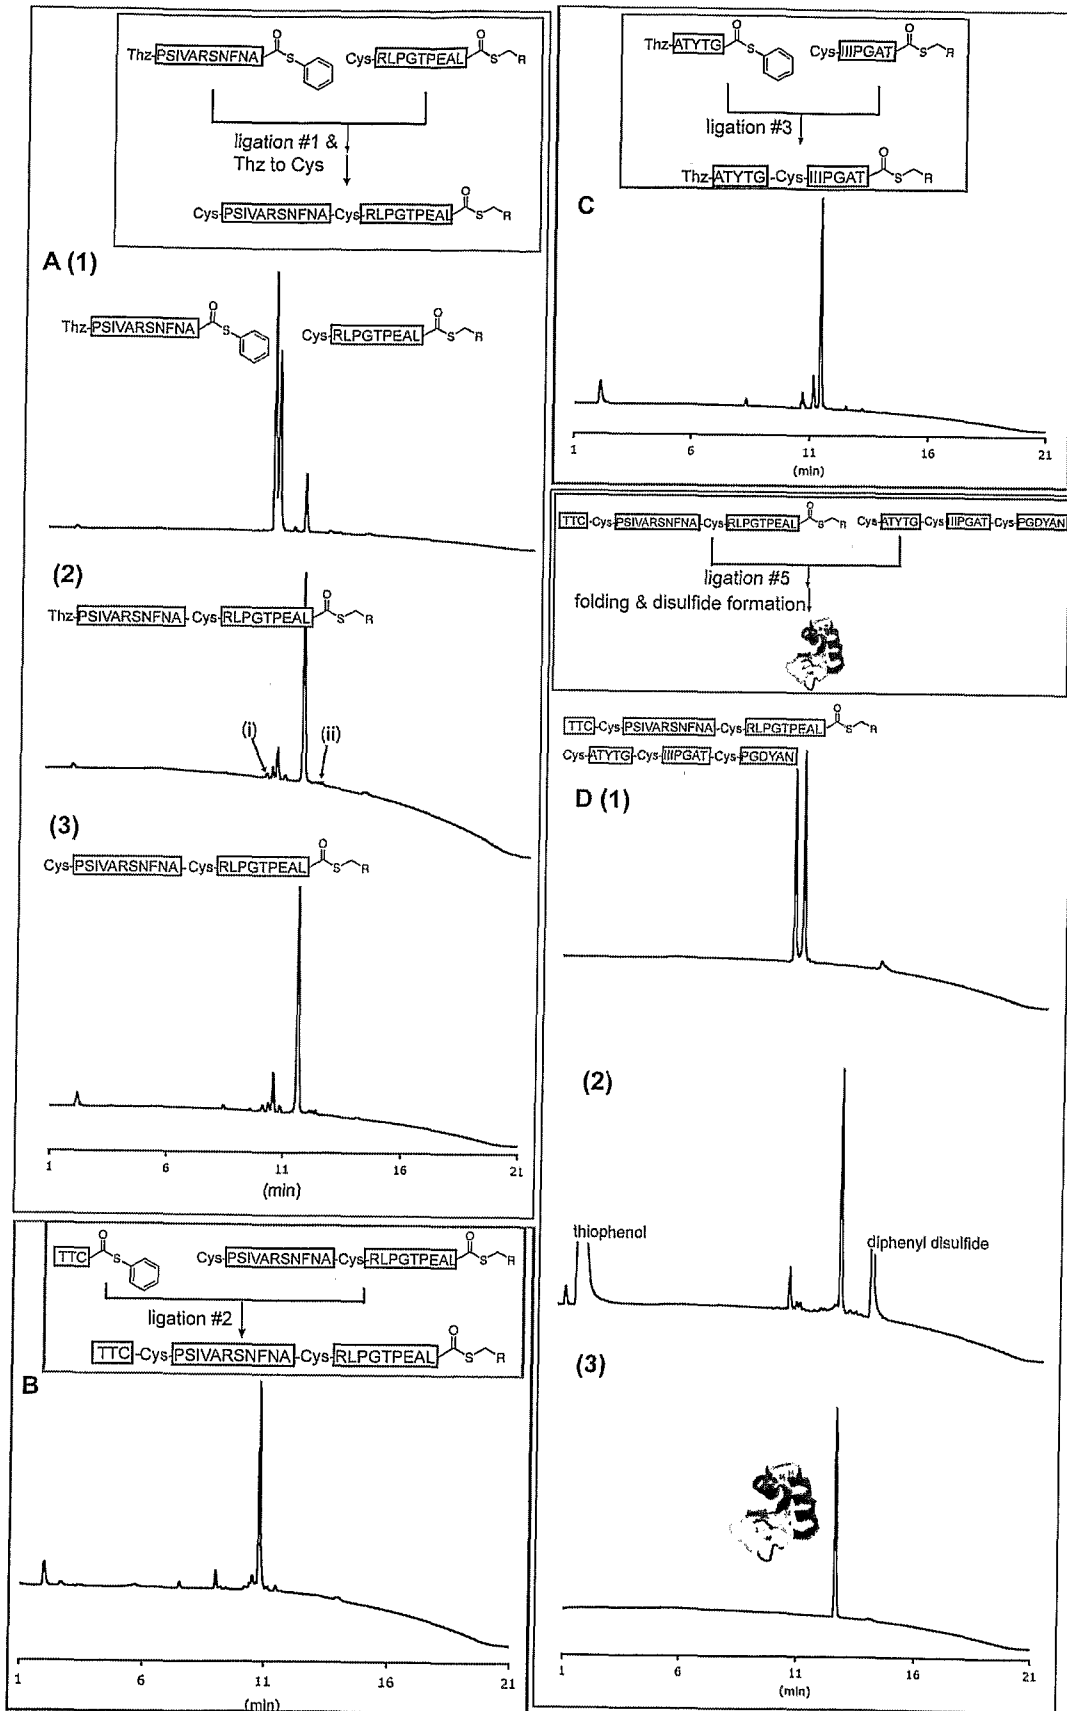 Thz-PSIVARSNFNA
O
S
Cys-RLPGTPEAL
O
S
R
ligation #1 &
Thz to Cys
Cys-PSIVARSNFNA-Cys-RLPGTPEAL
O
S
R
A (1)
Thz-PSIVARSNFNA
O
S
Cys-RLPGTPEAL
O
S
R
(2)
Thz-PSIVARSNFNA-Cys-RLPGTPEAL
O
S
R
(i)
(ii)
(3)
Cys-PSIVARSNFNA-Cys-RLPGTPEAL
O
S
R
1 6 11 16 21
(min)
TTC
O
S
Cys-PSIVARSNFNA-Cys-RLPGTPEAL
O
S
R
ligation #2
TTC-Cys-PSIVARSNFNA-Cys-RLPGTPEAL
O
S
R
B
1 6 11 16 21
(min)
Thz-ATYTG
O
S
Cys-IIIPGAT
O
S
R
ligation #3
Thz-ATYTG-Cys-IIIPGAT
O
S
R
C
1 6 11 16 21
(min)
TTC-Cys-PSIVARSNFNA-Cys-RLPGTPEAL
O
S
R
Cys-ATYTG-Cys-IIIPGAT-Cys-PGDYAN
ligation #5
folding & disulfide formation
TTC-Cys-PSIVARSNFNA-Cys-RLPGTPEAL
O
S
R
Cys-ATYTG-Cys-IIIPGAT-Cys-PGDYAN
D (1)
(2)
thiophenol
diphenyl disulfide
(3)
1 6 11 16 21
(min)